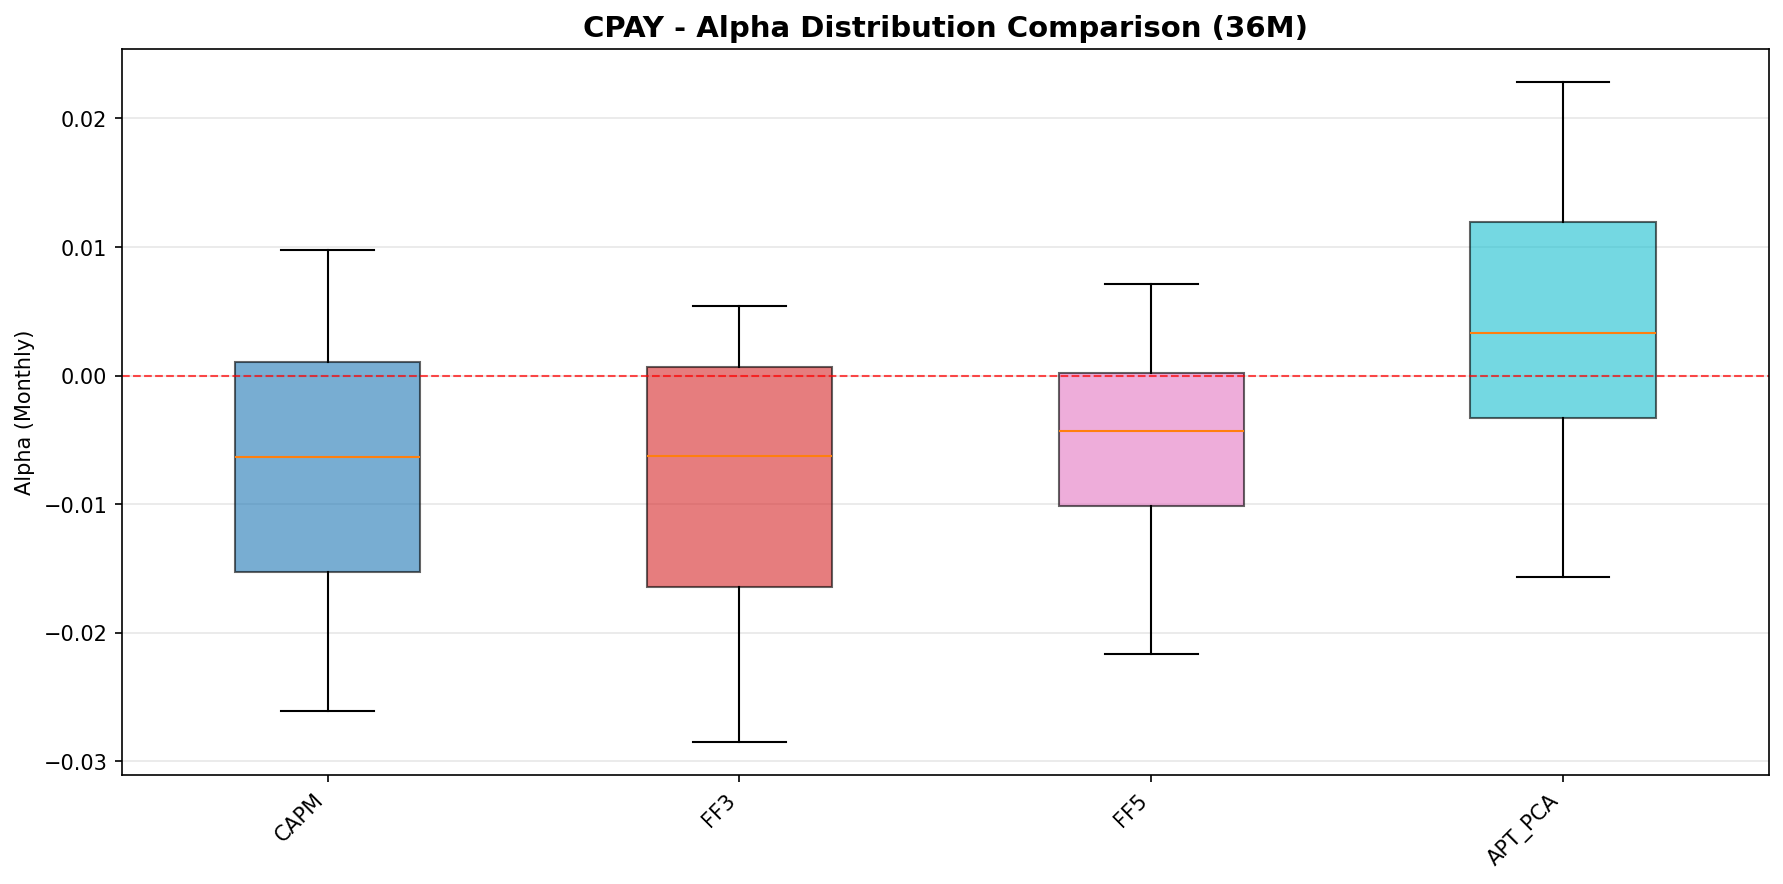 CPAY - Alpha Distribution Comparison (36M)
Alpha (Monthly)
0.02
0.01
0.00
−0.01
−0.02
−0.03
CAPM
FF3
FF5
APT_PCA